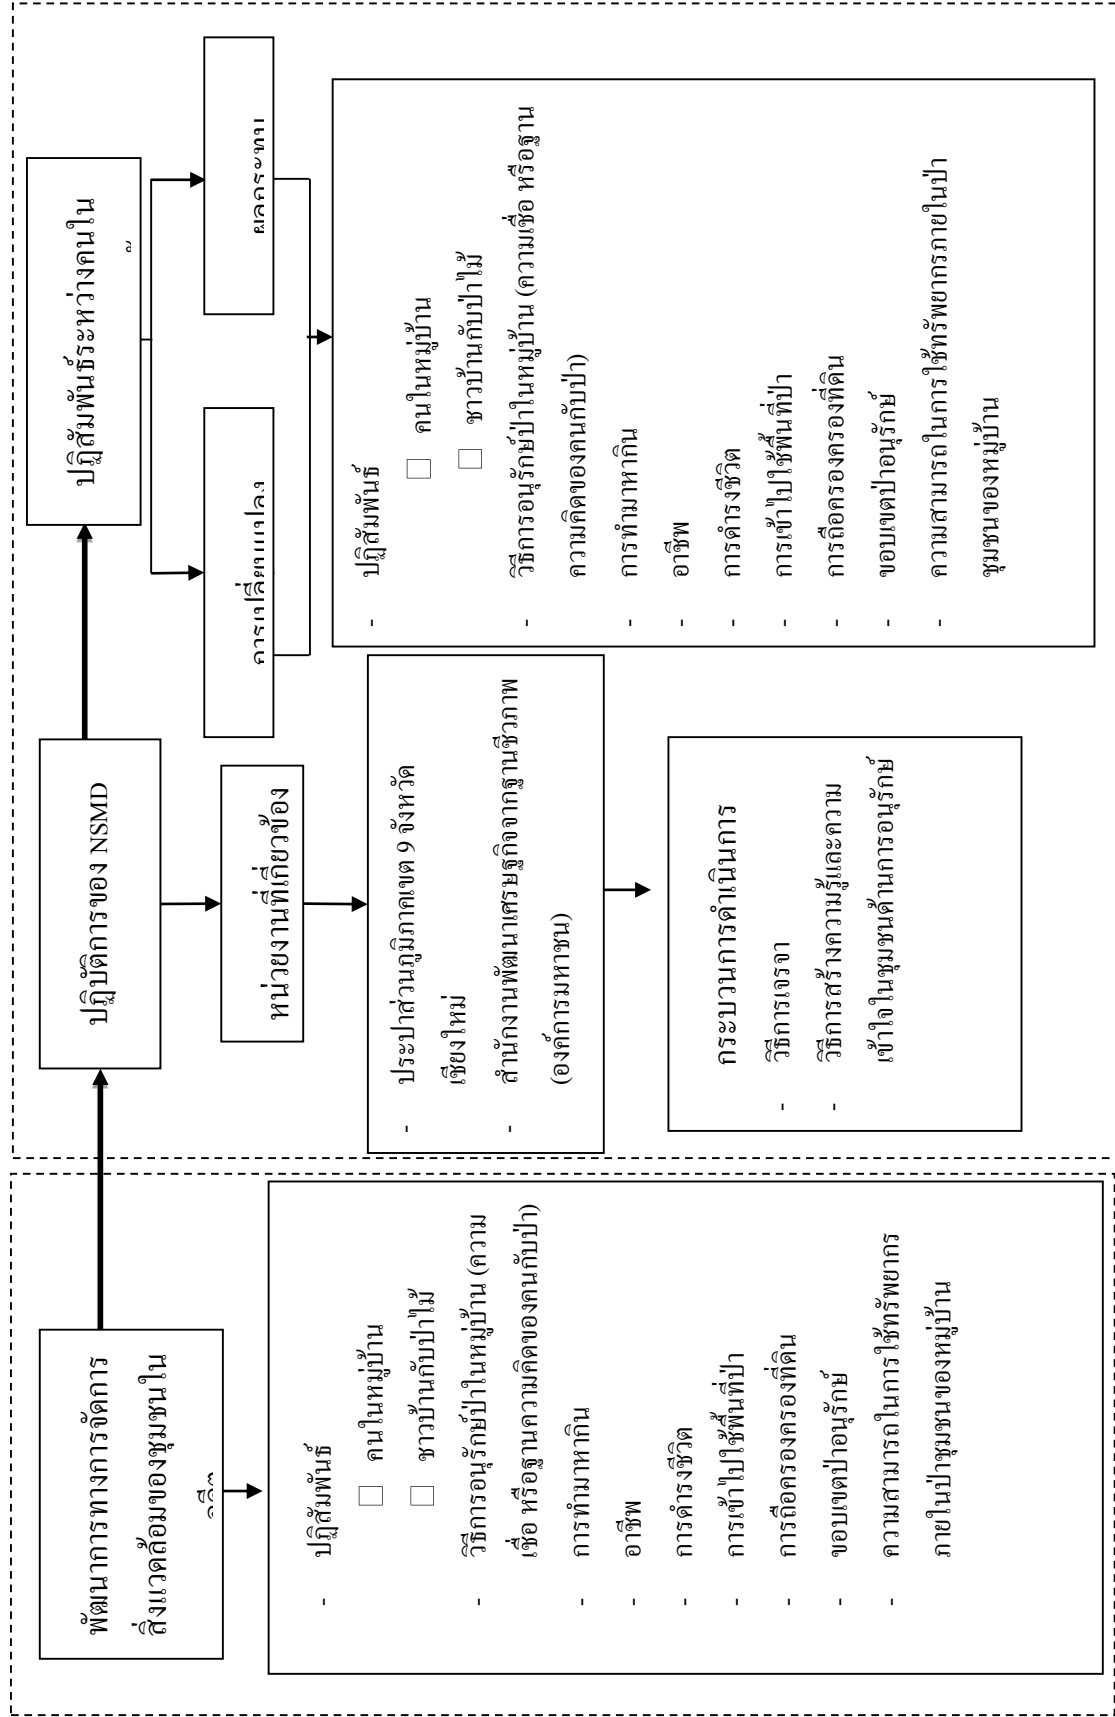 พัฒนาการทางการจัดการ
สิ่งแวดล้อมของชุมชนใน
- ปฏิสัมพันธ์
คนในหมู่บ้าน
ชาวบ้านกับป่าไม้
- วิธีการอนุรักษ์ป่าในหมู่บ้าน (ความ
เชื่อ หรือฐานความคิดของคนกับป่า)
- การทำมาหากิน
- อาชีพ
- การดำรงชีวิต
- การเข้าไปใช้พื้นที่ป่า
- การถือครองครองที่ดิน
- ขอบเขตป่าอนุรักษ์
- ความสามารถในการใช้ทรัพยากร
ภายในป่าชุมชนของหมู่บ้าน
ปฏิบัติการของ NSMD
หน่วยงานที่เกี่ยวข้อง
- ประปาส่วนภูมิภาคเขต 9 จังหวัด
เชียงใหม่
- สำนักงานพัฒนาเศรษฐกิจจากฐานชีวภาพ
(องค์การมหาชน)
กระบวนการดำเนินการ
- วิธีการเจรจา
- วิธีการสร้างความรู้และความ
เข้าใจในชุมชนด้านการอนุรักษ์
ปฏิสัมพันธ์ระหว่างคนใน
การเปลี่ยนแปลง
ผลกระทบ
- ปฏิสัมพันธ์
คนในหมู่บ้าน
ชาวบ้านกับป่าไม้
- วิธีการอนุรักษ์ป่าในหมู่บ้าน (ความเชื่อ หรือฐาน
ความคิดของคนกับป่า)
- การทำมาหากิน
- อาชีพ
- การดำรงชีวิต
- การเข้าไปใช้พื้นที่ป่า
- การถือครองครองที่ดิน
- ขอบเขตป่าอนุรักษ์
- ความสามารถในการใช้ทรัพยากรภายในป่า
ชุมชนของหมู่บ้าน